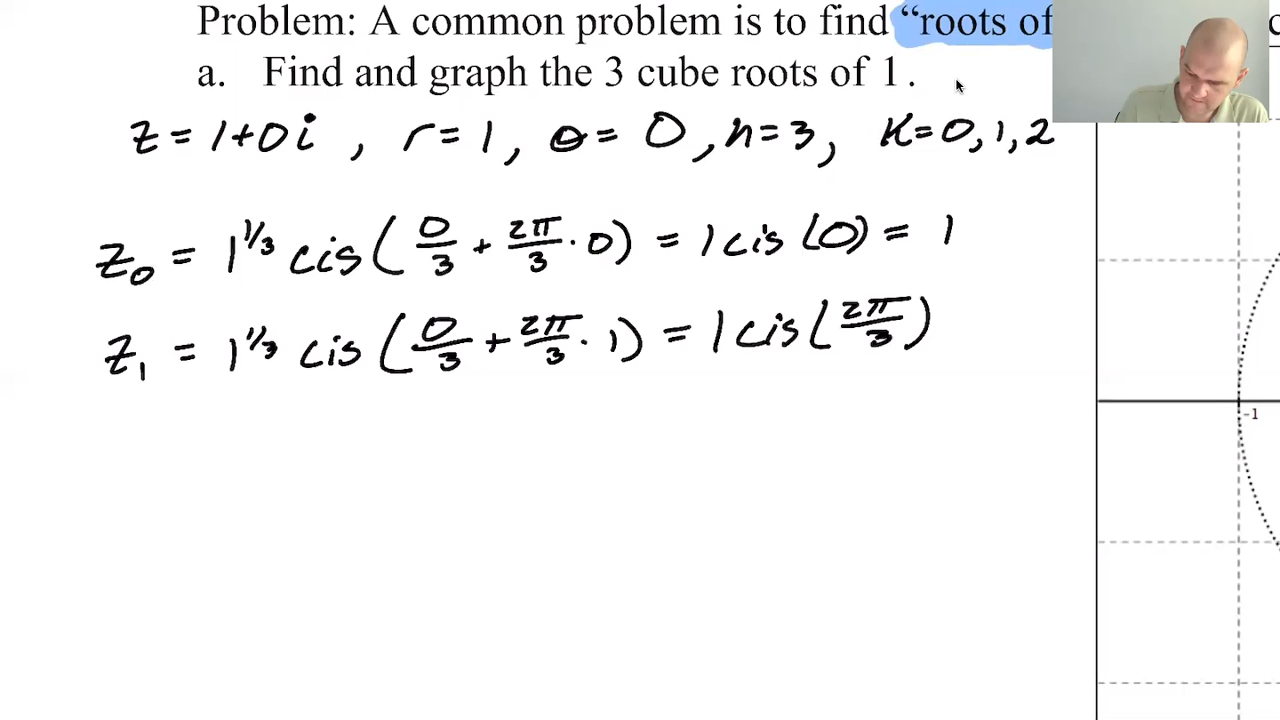 Problem: A common problem is to find “roots of
a. Find and graph the 3 cube roots of 1.
z = 1+0i , r = 1, θ = 0, n = 3, K = 0, 1, 2
z₀ = 1^(1/3) cis(0/3 + 2π/3 · 0) = 1 cis (0) = 1
z₁ = 1^(1/3) cis (0/3 + 2π/3 · 1) = 1 cis(2π/3)
-1